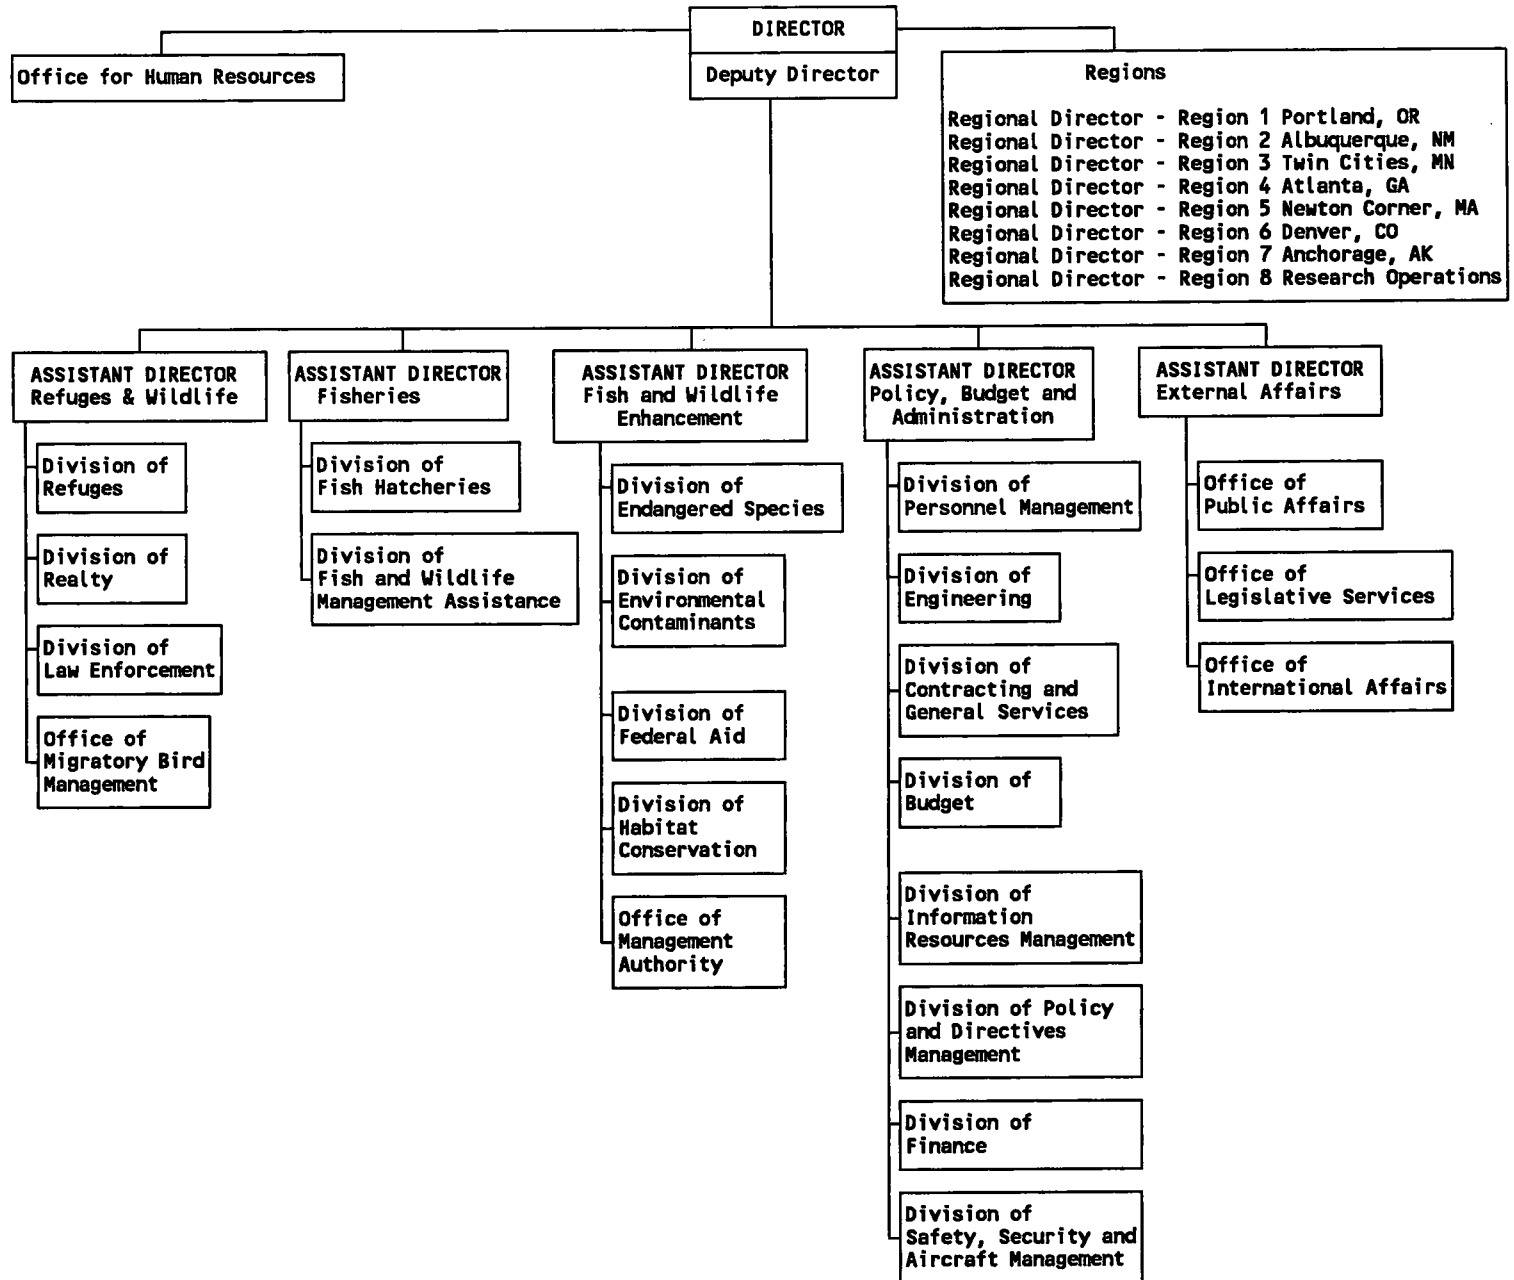 DIRECTOR
Deputy Director
Office for Human Resources
Regions
Regional Director - Region 1 Portland, OR
Regional Director - Region 2 Albuquerque, NM
Regional Director - Region 3 Twin Cities, MN
Regional Director - Region 4 Atlanta, GA
Regional Director - Region 5 Newton Corner, MA
Regional Director - Region 6 Denver, CO
Regional Director - Region 7 Anchorage, AK
Regional Director - Region 8 Research Operations
ASSISTANT DIRECTOR
Refuges & Wildlife
Division of
Refuges
Division of
Realty
Division of
Law Enforcement
Office of
Migratory Bird
Management
ASSISTANT DIRECTOR
Fisheries
Division of
Fish Hatcheries
Division of
Fish and Wildlife
Management Assistance
ASSISTANT DIRECTOR
Fish and Wildlife
Enhancement
Division of
Endangered Species
Division of
Environmental
Contaminants
Division of
Federal Aid
Division of
Habitat
Conservation
Office of
Management
Authority
ASSISTANT DIRECTOR
Policy, Budget and
Administration
Division of
Personnel Management
Division of
Engineering
Division of
Contracting and
General Services
Division of
Budget
Division of
Information
Resources Management
Division of Policy
and Directives
Management
Division of
Finance
Division of
Safety, Security and
Aircraft Management
ASSISTANT DIRECTOR
External Affairs
Office of
Public Affairs
Office of
Legislative Services
Office of
International Affairs